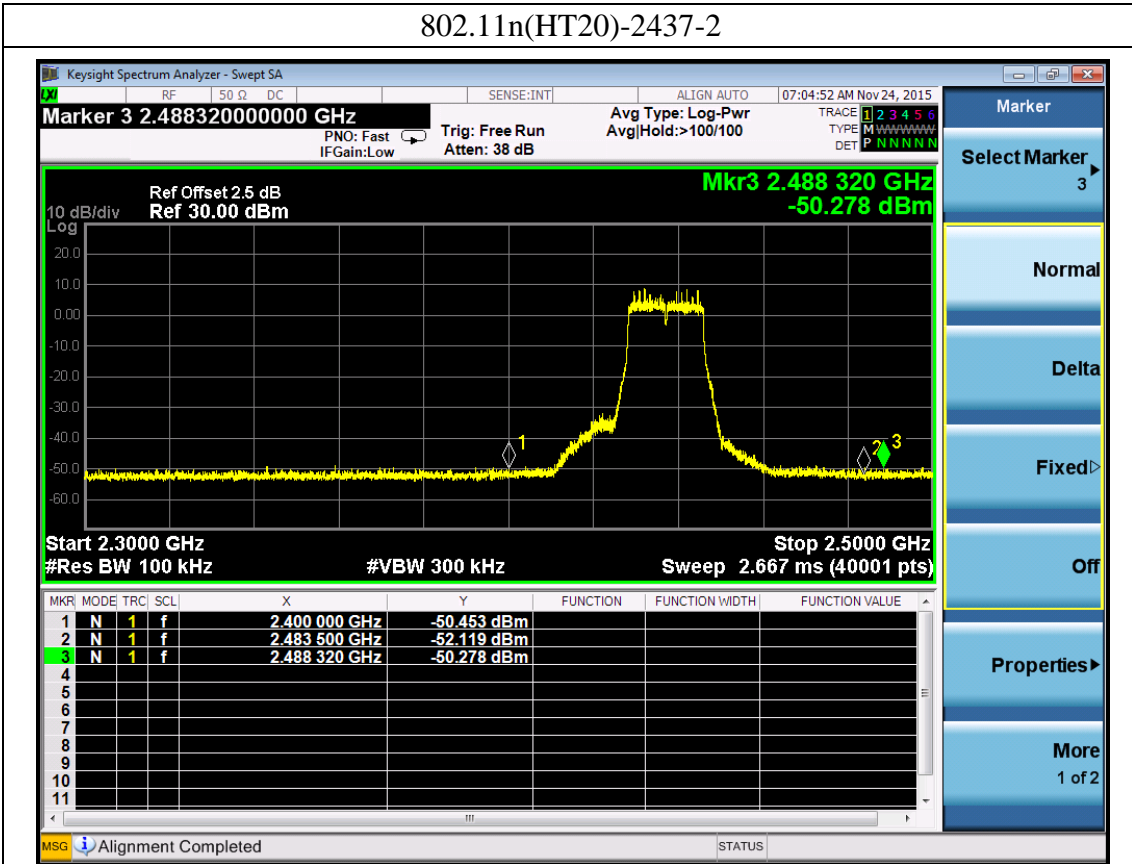 802.11n(HT20)-2437-2
Keysight Spectrum Analyzer - Swept SA
LXI RF 50 Ω DC SENSE:INT ALIGN AUTO 07:04:52 AM Nov 24, 2015
Marker 3 2.488320000000 GHz
PNO: Fast
IFGain:Low
Trig: Free Run
Atten: 38 dB
Avg Type: Log-Pwr
Avg|Hold:>100/100
TRACE 1 2 3 4 5 6
TYPE M WWWWW
DET P N N N N N
Mkr3 2.488 320 GHz
-50.278 dBm
Ref Offset 2.5 dB
10 dB/div Ref 30.00 dBm
Log
20.0
10.0
0.00
-10.0
-20.0
-30.0
-40.0
-50.0
-60.0
1
2
3
Start 2.3000 GHz Stop 2.5000 GHz
#Res BW 100 kHz #VBW 300 kHz Sweep 2.667 ms (40001 pts)
MKR MODE TRC SCL X Y FUNCTION FUNCTION WIDTH FUNCTION VALUE
1 N 1 f 2.400 000 GHz -50.453 dBm
2 N 1 f 2.483 500 GHz -52.119 dBm
3 N 1 f 2.488 320 GHz -50.278 dBm
4
5
6
7
8
9
10
11
MSG Alignment Completed STATUS
Marker
Select Marker
3
Normal
Delta
Fixed
Off
Properties
More
1 of 2